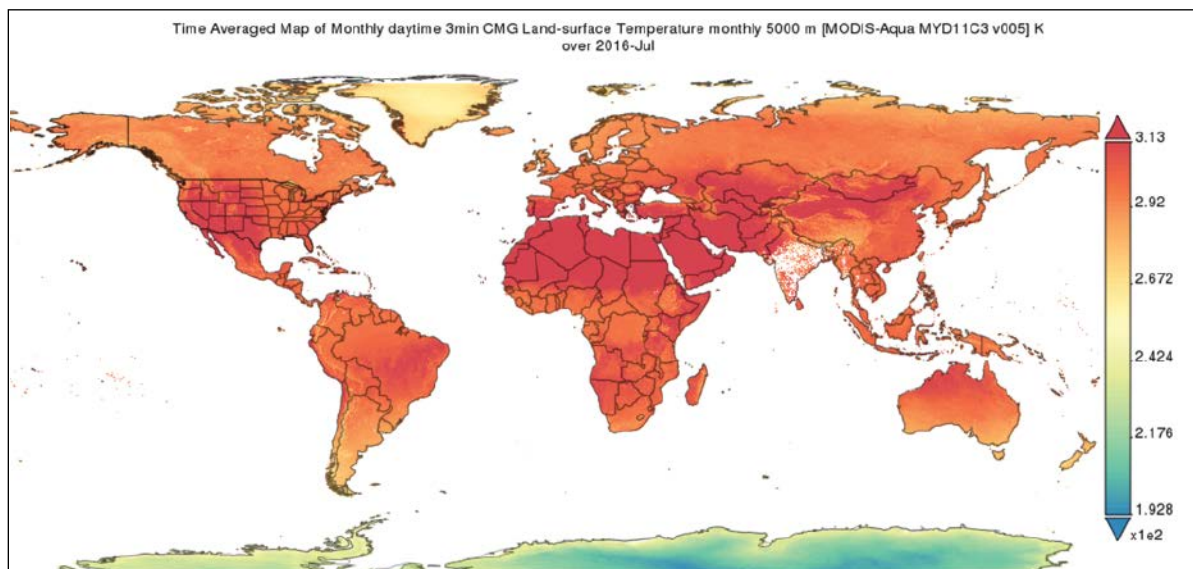 Time Averaged Map of Monthly daytime 3min CMG Land-surface Temperature monthly 5000 m [MODIS-Aqua MYD11C3 v005] K
over 2016-Jul
3.13
2.92
2.672
2.424
2.176
1.928
x1e2